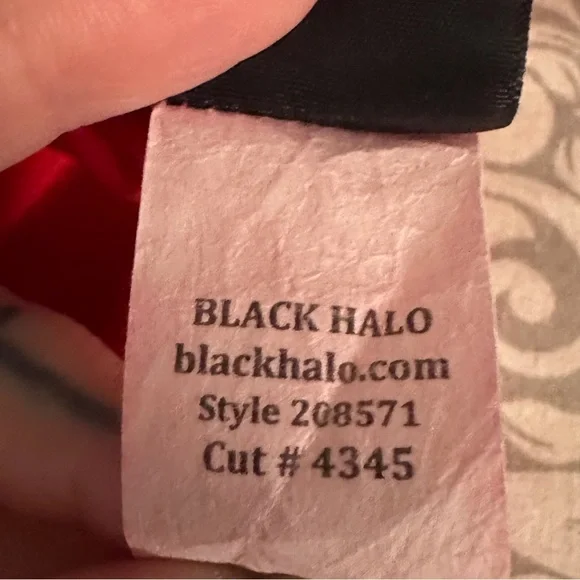 BLACK HALO
blackhalo.com
Style 208571
Cut # 4345